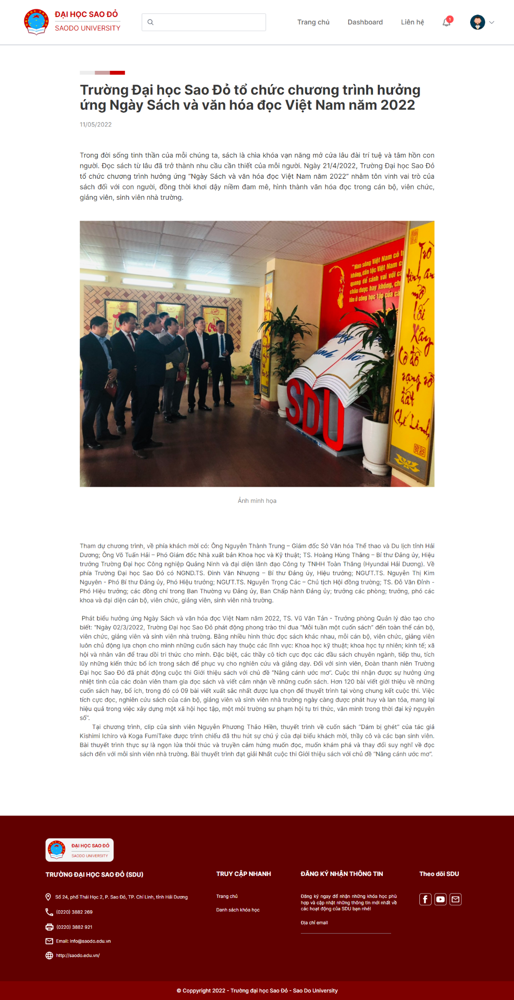 ĐẠI HỌC SAO ĐỎ
SAODO UNIVERSITY
Trang chủ
Dashboard
Liên hệ
1
Trường Đại học Sao Đỏ tổ chức chương trình hưởng
ứng Ngày Sách và văn hóa đọc Việt Nam năm 2022
11/05/2022
Trong đời sống tinh thần của mỗi chúng ta, sách là chìa khóa vạn năng mở cửa lâu đài trí tuệ và tâm hồn con
người. Đọc sách từ lâu đã trở thành nhu cầu cần thiết của mỗi người. Ngày 21/4/2022, Trường Đại học Sao Đỏ
tổ chức chương trình hưởng ứng “Ngày Sách và văn hóa đọc Việt Nam năm 2022” nhằm tôn vinh vai trò của
sách đối với con người, đồng thời khơi dậy niềm đam mê, hình thành văn hóa đọc trong cán bộ, viên chức,
giảng viên, sinh viên nhà trường.
"Non sông Việt Nam có
không, dân tộc Việt Nam
quang để sánh vai với
châu được hay không,
lớn ở công học tập của
Trò
mở
lối
Xây
Cơ đồ
rạng rỡ
đất
Chí Linh
SDU
Ảnh minh họa
Tham dự chương trình, về phía khách mời có: Ông Nguyễn Thành Trung – Giám đốc Sở Văn hóa Thể thao và Du lịch tỉnh Hải
Dương; Ông Võ Tuấn Hải – Phó Giám đốc Nhà xuất bản Khoa học và Kỹ thuật; TS. Hoàng Hùng Thắng – Bí thư Đảng ủy, Hiệu
trưởng Trường Đại học Công nghiệp Quảng Ninh và đại diện lãnh đạo Công ty TNHH Toàn Thắng (Hyundai Hải Dương). Về
phía Trường Đại học Sao Đỏ có NGND.TS. Đinh Văn Nhượng – Bí thư Đảng ủy, Hiệu trưởng; NGƯT.TS. Nguyễn Thị Kim
Nguyên - Phó Bí thư Đảng ủy, Phó Hiệu trưởng; NGƯT.TS. Nguyễn Trọng Các – Chủ tịch Hội đồng trường; TS. Đỗ Văn Đỉnh -
Phó Hiệu trưởng; các đồng chí trong Ban Thường vụ Đảng ủy, Ban Chấp hành Đảng ủy; trưởng các phòng; trưởng, phó các
khoa và đại diện cán bộ, viên chức, giảng viên, sinh viên nhà trường.
Phát biểu hưởng ứng Ngày Sách và văn hóa đọc Việt Nam năm 2022, TS. Vũ Văn Tản - Trưởng phòng Quản lý đào tạo cho
biết: “Ngày 02/3/2022, Trường Đại học Sao Đỏ phát động phong trào thi đua “Mỗi tuần một cuốn sách” đến toàn thể cán bộ,
viên chức, giảng viên và sinh viên nhà trường. Bằng nhiều hình thức đọc sách khác nhau, mỗi cán bộ, viên chức, giảng viên
luôn chủ động lựa chọn cho mình những cuốn sách hay thuộc các lĩnh vực: Khoa học kỹ thuật; khoa học tự nhiên; kinh tế; xã
hội và nhân văn để trau dồi tri thức cho mình. Đặc biệt, các thầy cô tích cực đọc các đầu sách chuyên ngành, tiếp thu, tích
lũy những kiến thức bổ ích trong sách để phục vụ cho nghiên cứu và giảng dạy. Đối với sinh viên, Đoàn thanh niên Trường
Đại học Sao Đỏ đã phát động cuộc thi Giới thiệu sách với chủ đề “Nâng cánh ước mơ”. Cuộc thi nhận được sự hưởng ứng
nhiệt tình của các đoàn viên tham gia đọc sách và viết cảm nhận về những cuốn sách. Hơn 120 bài viết giới thiệu về những
cuốn sách hay, bổ ích, trong đó có 09 bài viết xuất sắc nhất được lựa chọn để thuyết trình tại vòng chung kết cuộc thi. Việc
tích cực đọc, nghiên cứu sách của cán bộ, giảng viên và sinh viên nhà trường ngày càng được phát huy và lan tỏa, mang lại
hiệu quả trong việc xây dựng một xã hội học tập, một môi trường sư phạm hội tụ tri thức, văn minh trong thời đại kỷ nguyên
số”.
Tại chương trình, clip của sinh viên Nguyễn Phương Thảo Hiền, thuyết trình về cuốn sách “Dám bị ghét” của tác giả
Kishimi Ichiro và Koga FumiTake được trình chiếu đã thu hút sự chú ý của đại biểu khách mời, thầy cô và các bạn sinh viên.
Bài thuyết trình thực sự là ngọn lửa thôi thúc và truyền cảm hứng muốn đọc, muốn khám phá và thay đổi suy nghĩ về đọc
sách đến với mỗi sinh viên nhà trường. Bài thuyết trình đạt giải Nhất cuộc thi Giới thiệu sách với chủ đề “Nâng cánh ước mơ”.
ĐẠI HỌC SAO ĐỎ
SAODO UNIVERSITY
TRƯỜNG ĐẠI HỌC SAO ĐỎ (SDU)
Số 24, phố Thái Học 2, P. Sao Đỏ, TP. Chí Linh, tỉnh Hải Dương
(0220) 3882 269
(0220) 3882 921
Email: info@saodo.edu.vn
http://saodo.edu.vn/
TRUY CẬP NHANH
Trang chủ
Danh sách khóa học
ĐĂNG KÝ NHẬN THÔNG TIN
Đăng ký ngay để nhận những khóa học phù
hợp và cập nhật những thông tin mới nhất về
các hoạt động của SDU bạn nhé!
Địa chỉ email
Theo dõi SDU
© Coppyright 2022 - Trường đại học Sao Đỏ - Sao Do University